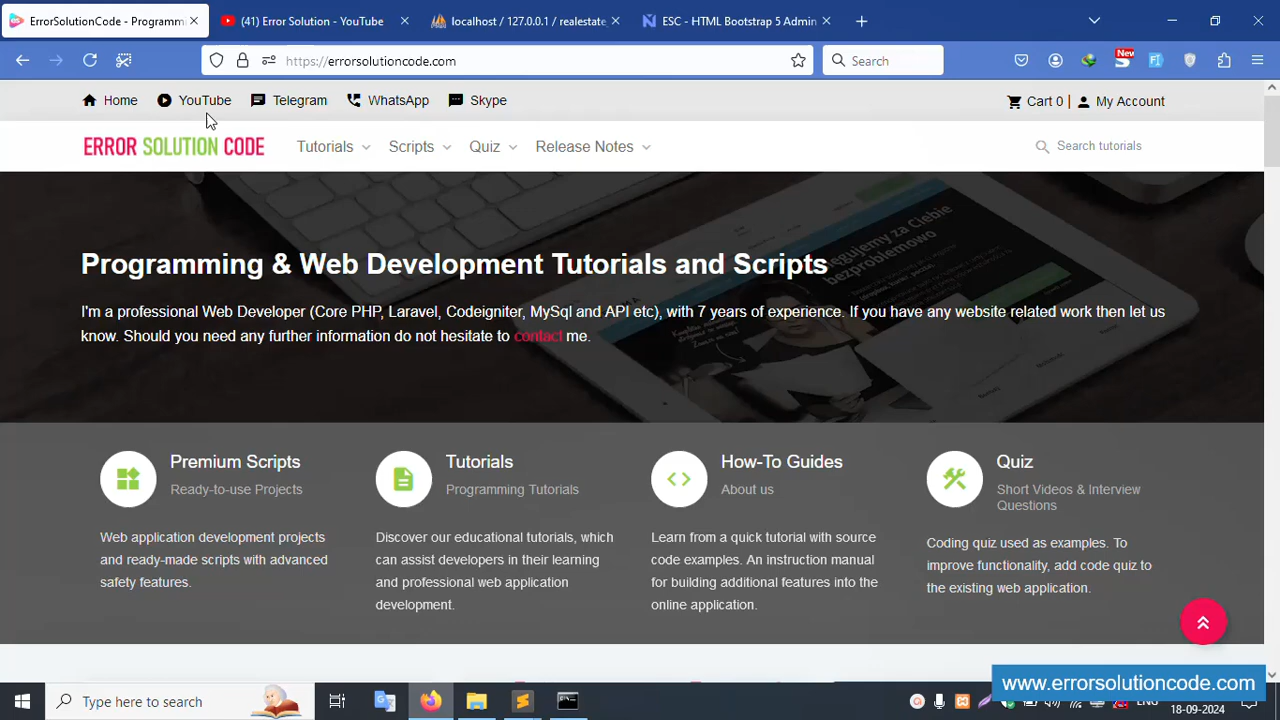 ErrorSolutionCode - Programm
(41) Error Solution - YouTube
localhost / 127.0.0.1 / realestate
ESC - HTML Bootstrap 5 Admin
https://errorsolutioncode.com
Search
New
Home
YouTube
Telegram
WhatsApp
Skype
Cart 0 |
My Account
ERROR SOLUTION CODE
Tutorials
Scripts
Quiz
Release Notes
Search tutorials
Programming & Web Development Tutorials and Scripts
I'm a professional Web Developer (Core PHP, Laravel, Codeigniter, MySql and API etc), with 7 years of experience. If you have any website related work then let us
know. Should you need any further information do not hesitate to contact me.
Premium Scripts
Ready-to-use Projects
Web application development projects
and ready-made scripts with advanced
safety features.
Tutorials
Programming Tutorials
Discover our educational tutorials, which
can assist developers in their learning
and professional web application
development.
How-To Guides
About us
Learn from a quick tutorial with source
code examples. An instruction manual
for building additional features into the
online application.
Quiz
Short Videos & Interview
Questions
Coding quiz used as examples. To
improve functionality, add code quiz to
the existing web application.
www.errorsolutioncode.com
Type here to search
ENG
18-09-2024